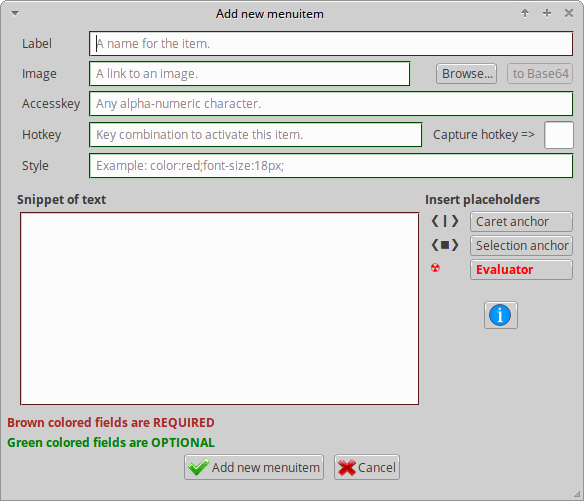 Add new menuitem
Label A name for the item.
Image A link to an image. Browse... to Base64
Accesskey Any alpha-numeric character.
Hotkey Key combination to activate this item. Capture hotkey =>
Style Example: color:red;font-size:18px;
Snippet of text Insert placeholders
❰|❱ Caret anchor
❰■❱ Selection anchor
☢ Evaluator
i
Brown colored fields are REQUIRED
Green colored fields are OPTIONAL
Add new menuitem Cancel